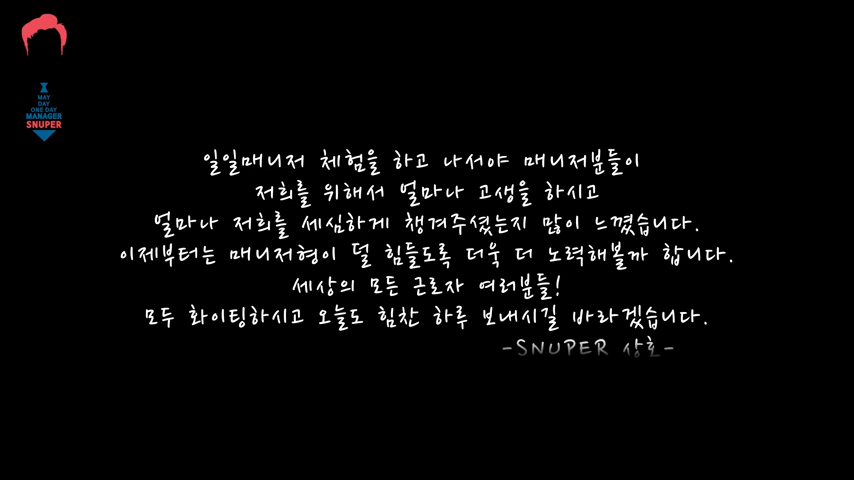 MAY
DAY
ONE DAY
MANAGER
SNUPER
일일매니저 체험을 하고 나서야 매니저분들이
저희를 위해서 얼마나 고생을 하시고
얼마나 저희를 세심하게 챙겨주셨는지 많이 느꼈습니다.
이제부터는 매니저형이 덜 힘들도록 더욱 더 노력해볼까 합니다.
세상의 모든 근로자 여러분들!
모두 화이팅하시고 오늘도 힘찬 하루 보내시길 바라겠습니다.
-SNUPER 상호-